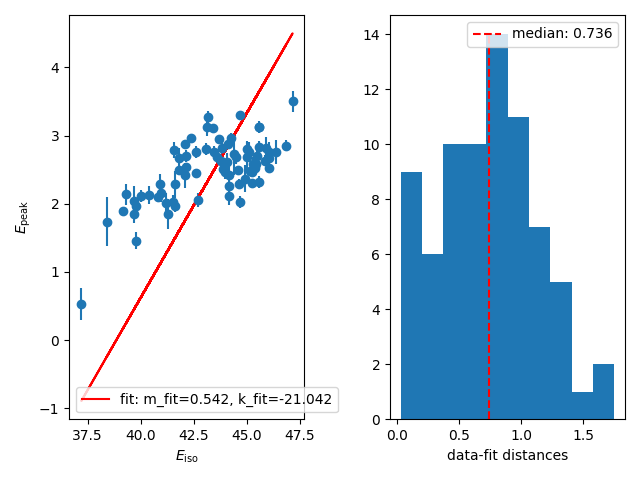 4
3
2
1
0
−1
E_peak
37.5 40.0 42.5 45.0 47.5
E_iso
fit: m_fit=0.542, k_fit=-21.042
14
12
10
8
6
4
2
0
0.0 0.5 1.0 1.5
data-fit distances
median: 0.736